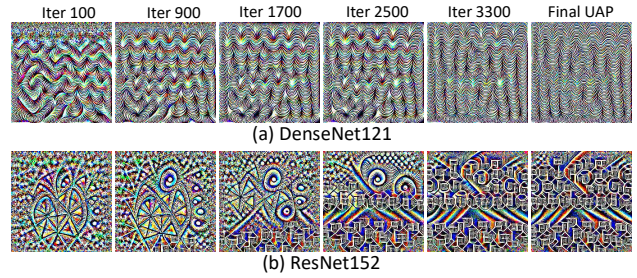 Iter 100 Iter 900 Iter 1700 Iter 2500 Iter 3300 Final UAP
(a) DenseNet121
(b) ResNet152